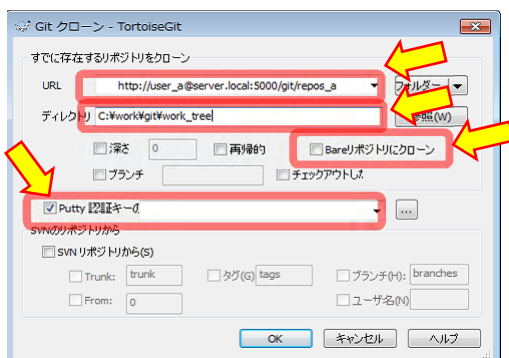 Git クローン - TortoiseGit
すでに存在するリポジトリをクローン
URL http://user_a@server.local:5000/git/repos_a フォルダー
ディレクトリ C:¥work¥git¥work_tree 参照(W)
深さ 0 再帰的 Bareリポジトリにクローン
ブランチ チェックアウトした
Putty 認証キーの ...
SVNのリポジトリから
SVN リポジトリから(S)
Trunk: trunk タグ(G) tags ブランチ(H): branches
From: 0 ユーザ名(N)
OK キャンセル ヘルプ